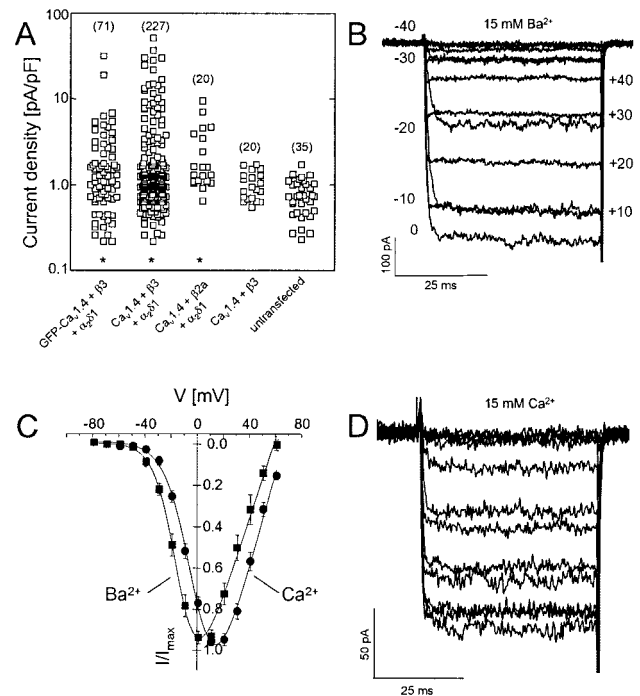 A
Current density [pA/pF]
100
10
1.0
0.1
(71)
(227)
(20)
(20)
(35)
*
*
*
GFP-Caᵥ1.4 + β3 + α₂δ1
Caᵥ1.4 + β3 + α₂δ1
Caᵥ1.4 + β2a + α₂δ1
Caᵥ1.4 + β3
untransfected
B
15 mM Ba²⁺
-40
-30
-20
-10
0
+40
+30
+20
+10
100 pA
25 ms
C
V [mV]
-80 -40 0 40 80
0.0
0.2
0.4
0.6
0.8
1.0
Ba²⁺
Ca²⁺
I/Iₘₐₓ
D
15 mM Ca²⁺
50 pA
25 ms